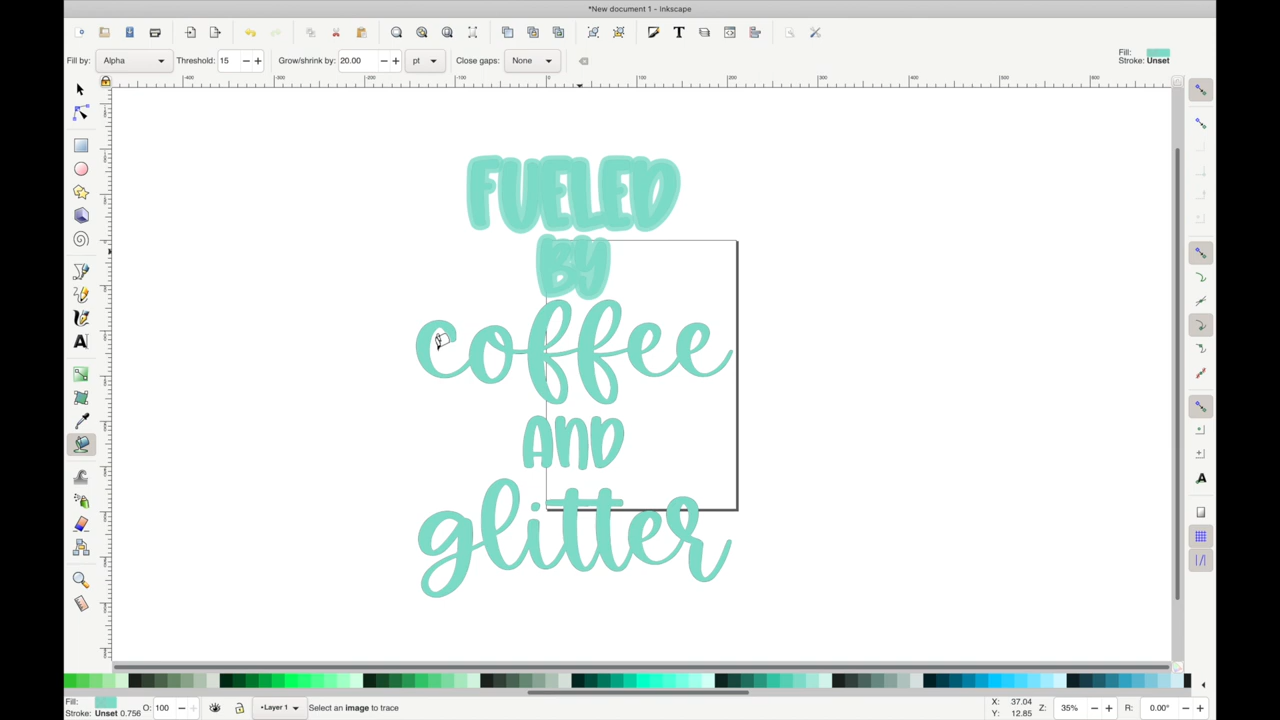 *New document 1 - Inkscape
Fill by: Alpha Threshold: 15 Grow/shrink by: 20.00 pt Close gaps: None
Fill:
Stroke: Unset
FUELED
BY
coffee
AND
glitter
Fill:
Stroke: Unset 0.756 O: 100 •Layer 1 Select an image to trace X: 37.04 Y: 12.85 Z: 35% R: 0.00°